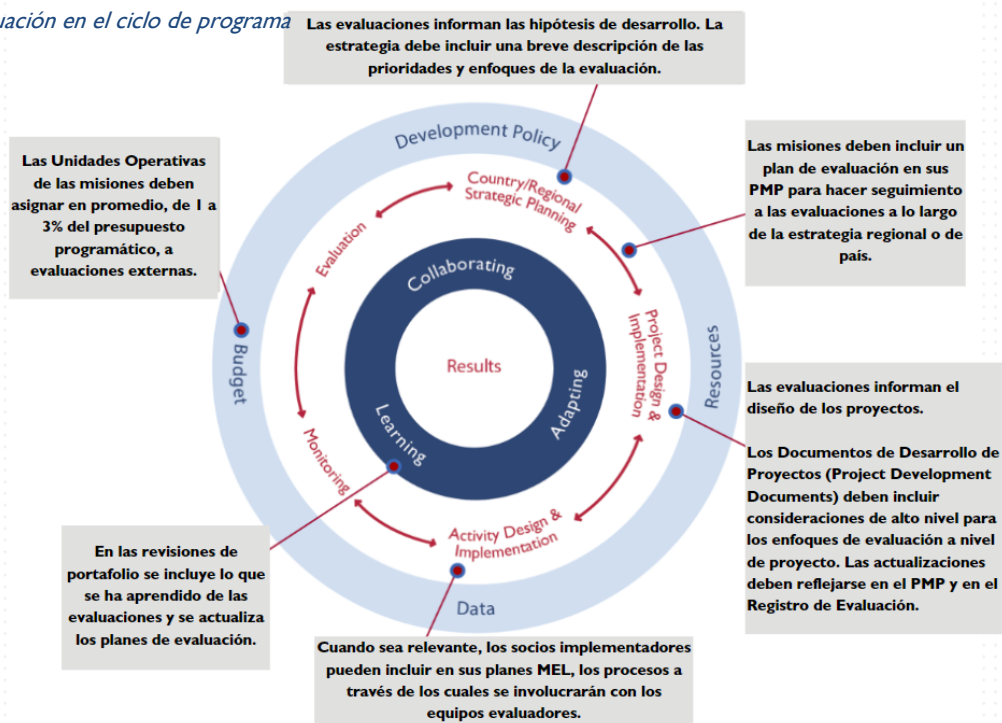 uación en el ciclo de programa
Las evaluaciones informan las hipótesis de desarrollo. La
estrategia debe incluir una breve descripción de las
prioridades y enfoques de la evaluación.
Las Unidades Operativas
de las misiones deben
asignar en promedio, de 1 a
3% del presupuesto
programático, a
evaluaciones externas.
Las misiones deben incluir un
plan de evaluación en sus
PMP para hacer seguimiento
a las evaluaciones a lo largo
de la estrategia regional o de
país.
Development Policy
Country/Regional
Strategic Planning
Evaluation
Collaborating
Project Design &
Implementation
Resources
Budget
Results
Adapting
Learning
Monitoring
Activity Design &
Implementation
Data
Las evaluaciones informan el
diseño de los proyectos.
Los Documentos de Desarrollo de
Proyectos (Project Development
Documents) deben incluir
consideraciones de alto nivel para
los enfoques de evaluación a nivel
de proyecto. Las actualizaciones
deben reflejarse en el PMP y en el
Registro de Evaluación.
En las revisiones de
portafolio se incluye lo que
se ha aprendido de las
evaluaciones y se actualiza
los planes de evaluación.
Cuando sea relevante, los socios implementadores
pueden incluir en sus planes MEL, los procesos a
través de los cuales se involucrarán con los
equipos evaluadores.